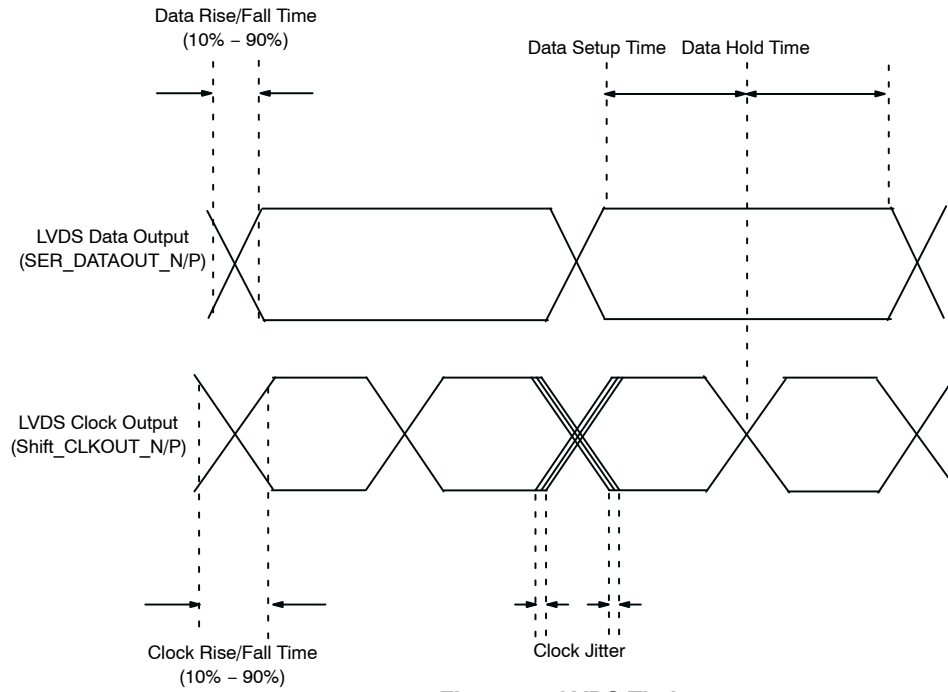 Data Rise/Fall Time
(10% – 90%)
Data Setup Time
Data Hold Time
LVDS Data Output
(SER_DATAOUT_N/P)
LVDS Clock Output
(Shift_CLKOUT_N/P)
Clock Rise/Fall Time
(10% – 90%)
Clock Jitter